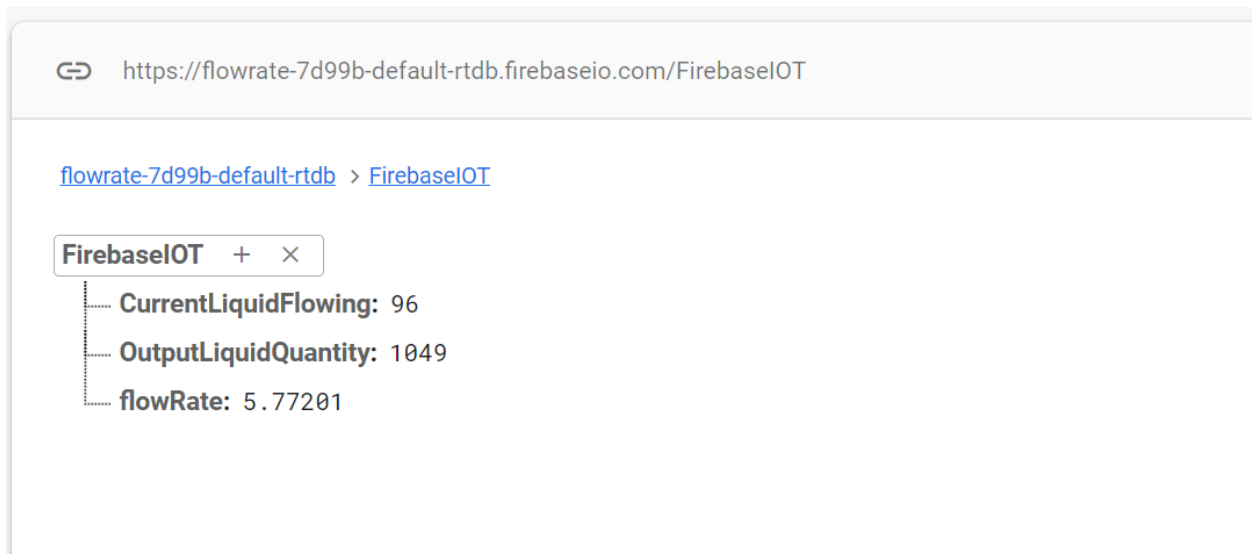 https://flowrate-7d99b-default-rtdb.firebaseio.com/FirebaseIOT
flowrate-7d99b-default-rtdb > FirebaseIOT
FirebaseIOT + ×
CurrentLiquidFlowing: 96
OutputLiquidQuantity: 1049
flowRate: 5.77201